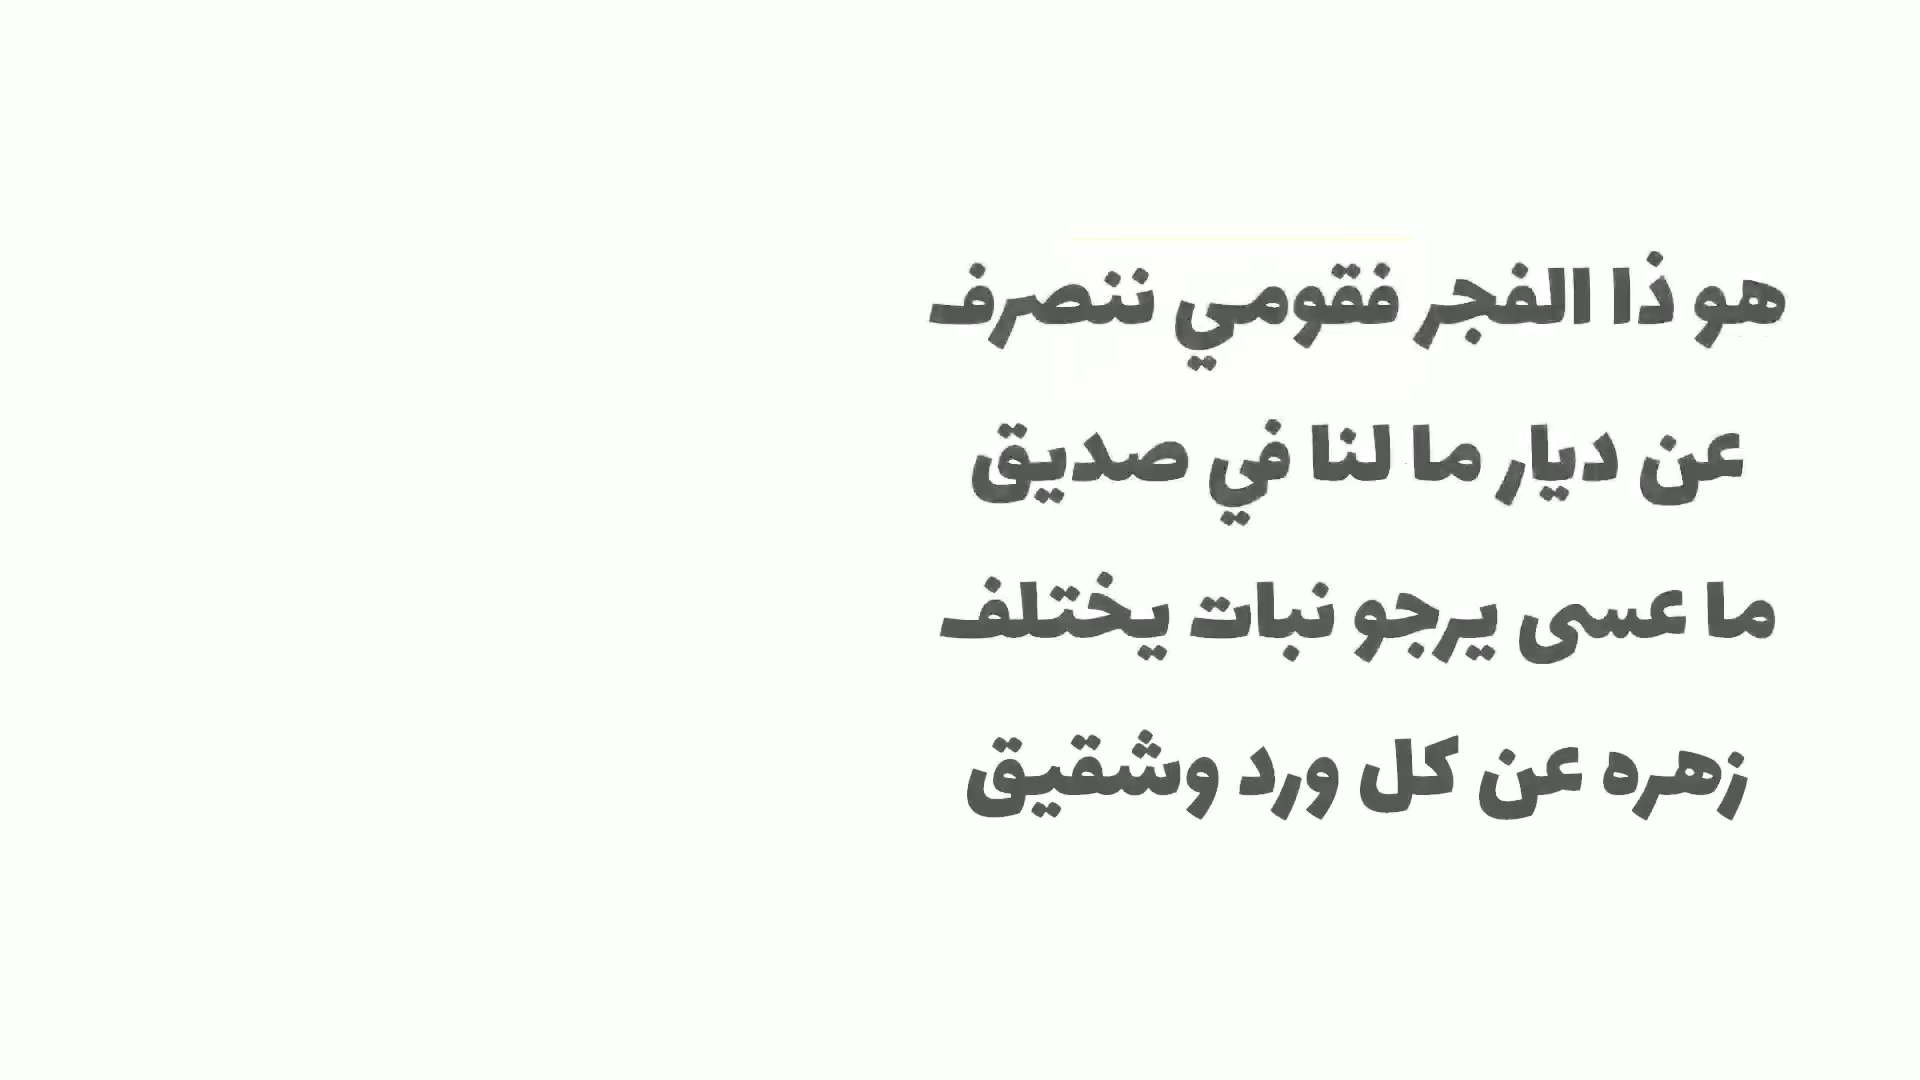 هو ذا الفجر فقومي ننصرف
عن ديار ما لنا في صديق
ما عسى يرجو نبات يختلف
زهره عن كل ورد وشقيق